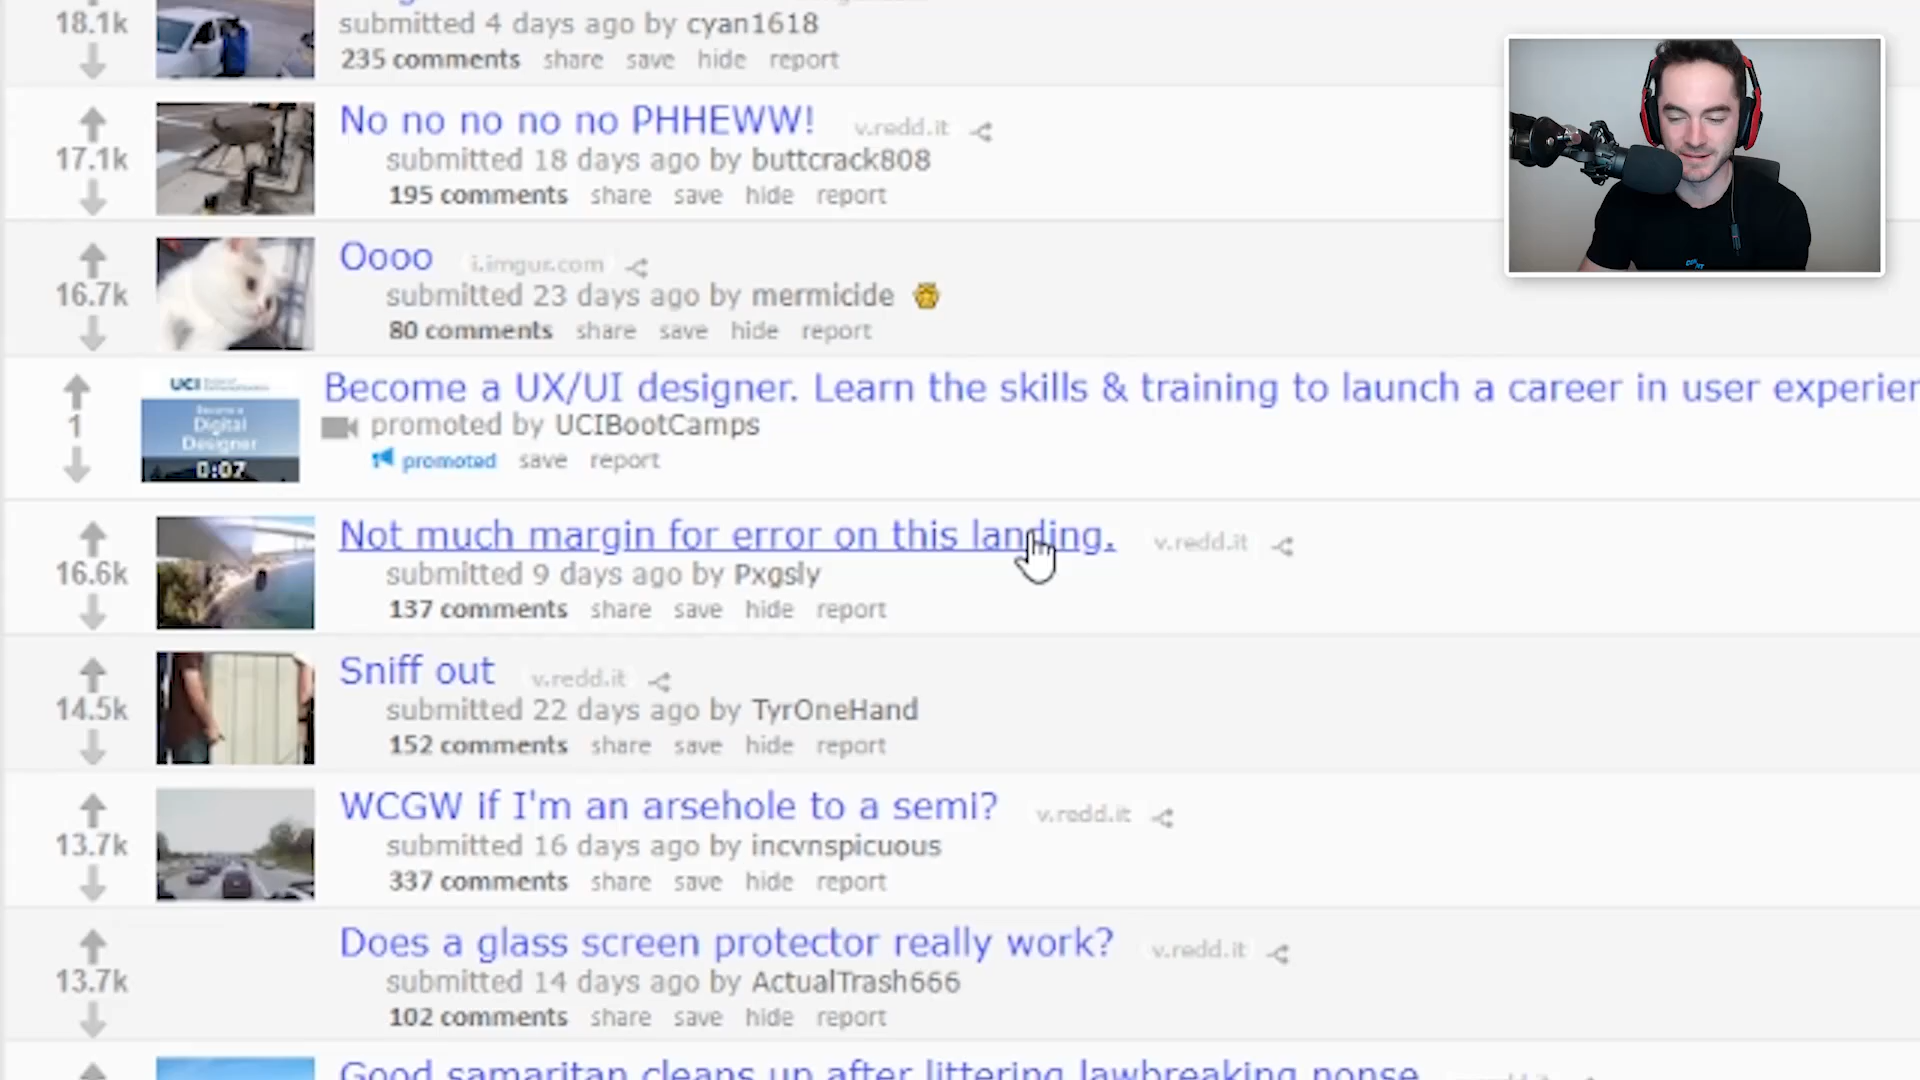 18.1k
submitted 4 days ago by cyan1618
235 comments share save hide report
No no no no no PHHEWW! v.redd.it
17.1k
submitted 18 days ago by buttcrack808
195 comments share save hide report
Oooo i.imgur.com
16.7k
submitted 23 days ago by mermicide
80 comments share save hide report
UCI
Become a
Digital
Designer
0:07
Become a UX/UI designer. Learn the skills & training to launch a career in user experien
1
promoted by UCIBootCamps
promoted save report
Not much margin for error on this landing. v.redd.it
16.6k
submitted 9 days ago by Pxgsly
137 comments share save hide report
Sniff out v.redd.it
14.5k
submitted 22 days ago by TyrOneHand
152 comments share save hide report
WCGW if I'm an arsehole to a semi? v.redd.it
13.7k
submitted 16 days ago by incvnspicuous
337 comments share save hide report
Does a glass screen protector really work? v.redd.it
13.7k
submitted 14 days ago by ActualTrash666
102 comments share save hide report
Good samaritan cleans up after littering lawbreaking nonse